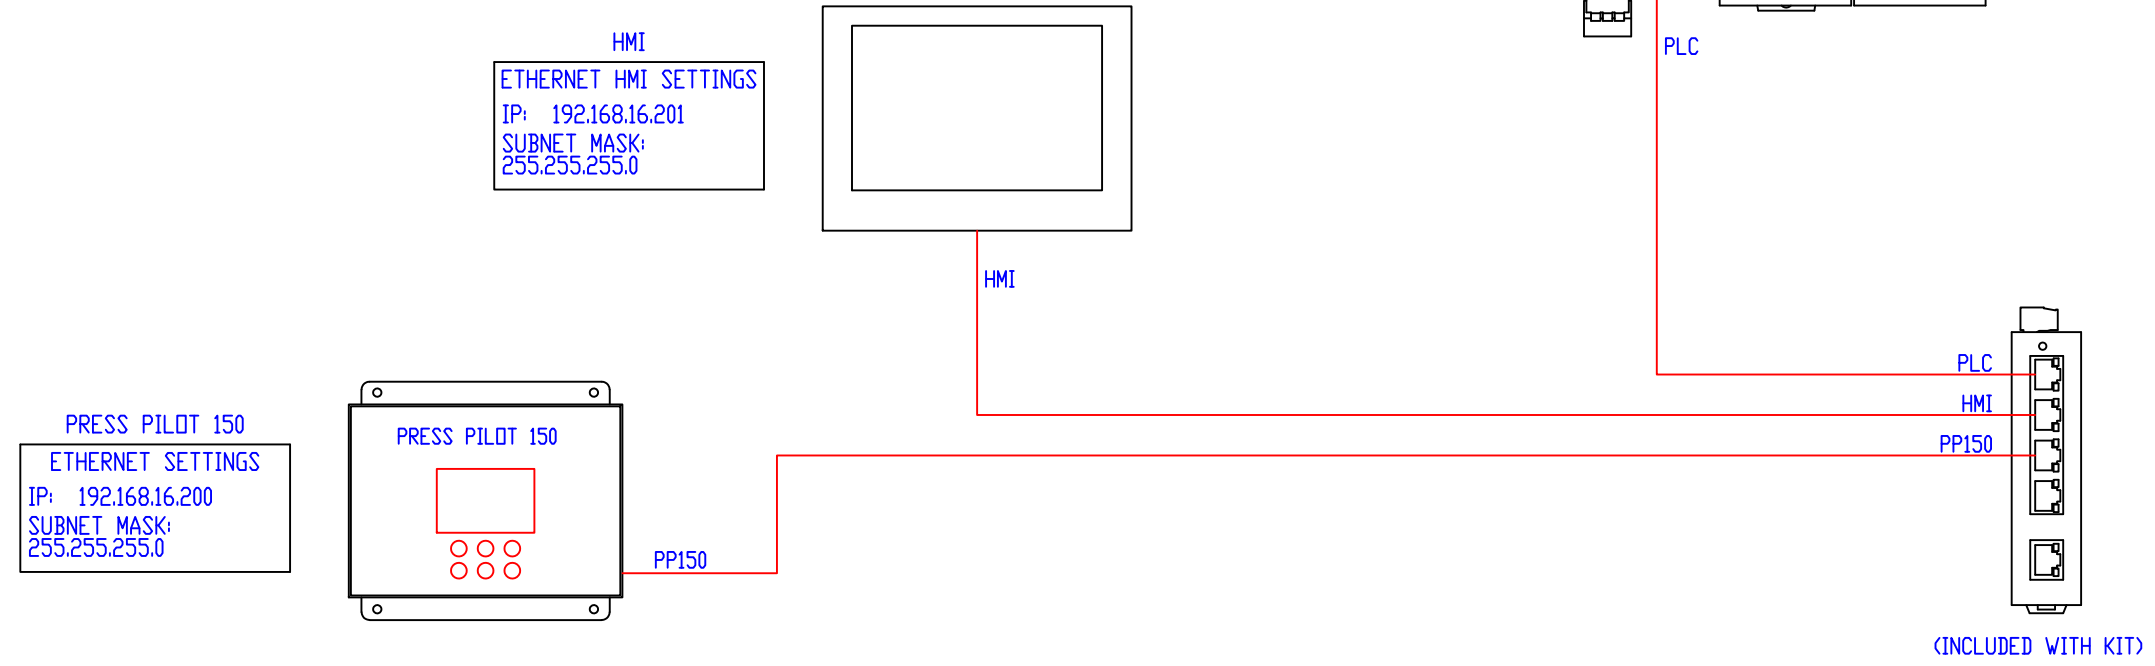 HMI
ETHERNET HMI SETTINGS
IP: 192.168.16.201
SUBNET MASK:
255.255.255.0
PLC
HMI
PRESS PILOT 150
ETHERNET SETTINGS
IP: 192.168.16.200
SUBNET MASK:
255.255.255.0
PRESS PILOT 150
PP150
PLC
HMI
PP150
(INCLUDED WITH KIT)